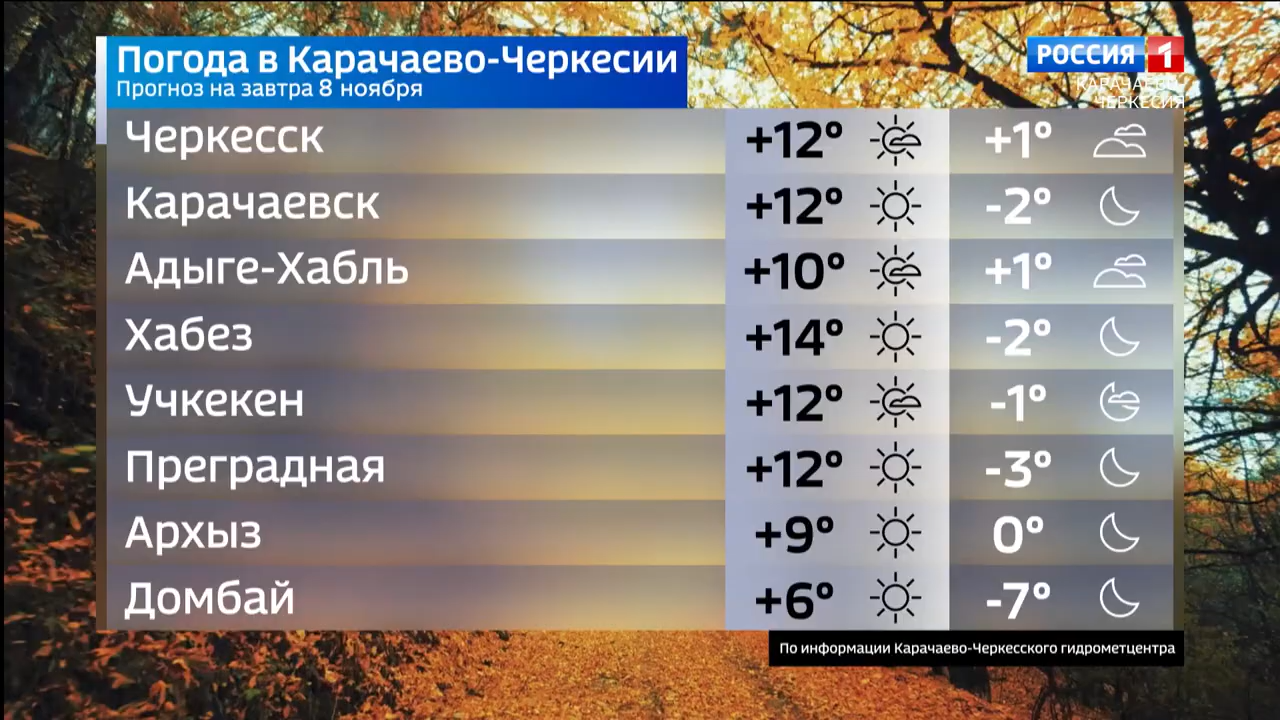 Погода в Карачаево-Черкесии
Прогноз на завтра 8 ноября
РОССИЯ 1
КАРАЧАЕВО-
ЧЕРКЕСИЯ
Черкесск +12° +1°
Карачаевск +12° -2°
Адыге-Хабль +10° +1°
Хабез +14° -2°
Учкекен +12° -1°
Преградная +12° -3°
Архыз +9° 0°
Домбай +6° -7°
По информации Карачаево-Черкесского гидрометцентра